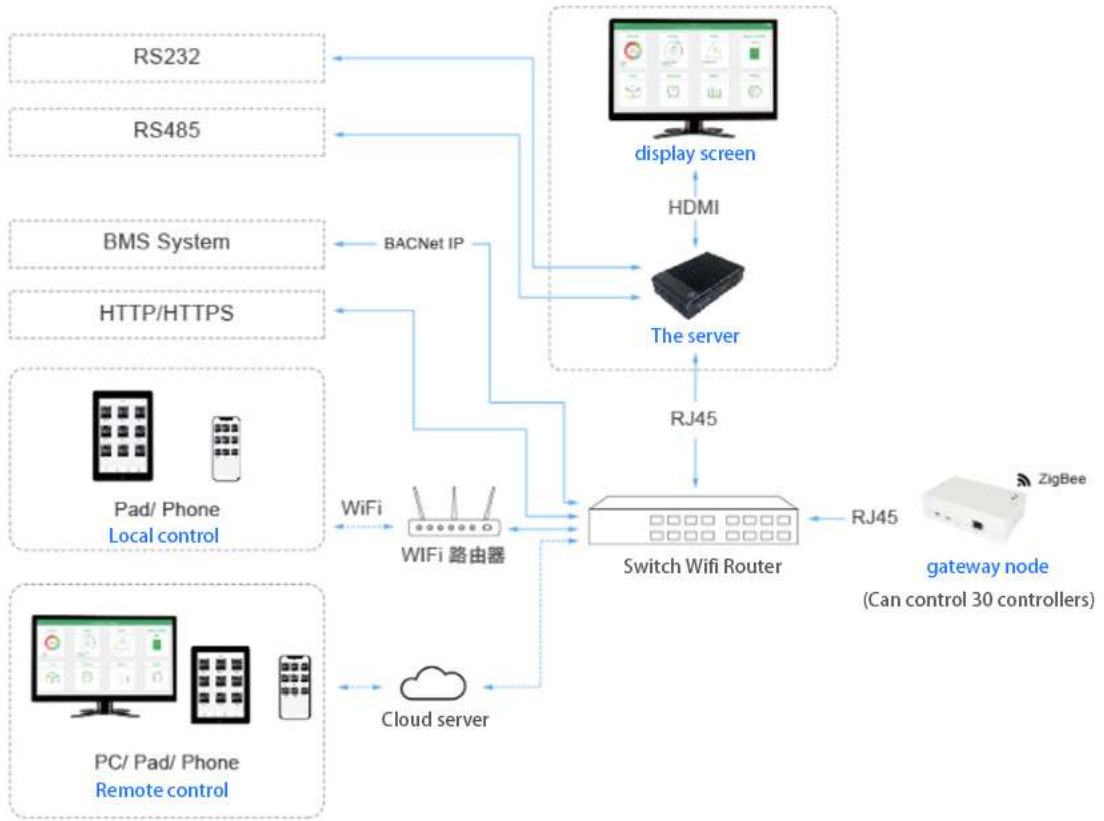 RS232
RS485
display screen
HDMI
BMS System
BACNet IP
HTTP/HTTPS
The server
RJ45
Pad/ Phone
Local control
WiFi
WIFi 路由器
Switch Wifi Router
RJ45
ZigBee
gateway node
(Can control 30 controllers)
Cloud server
PC/ Pad/ Phone
Remote control